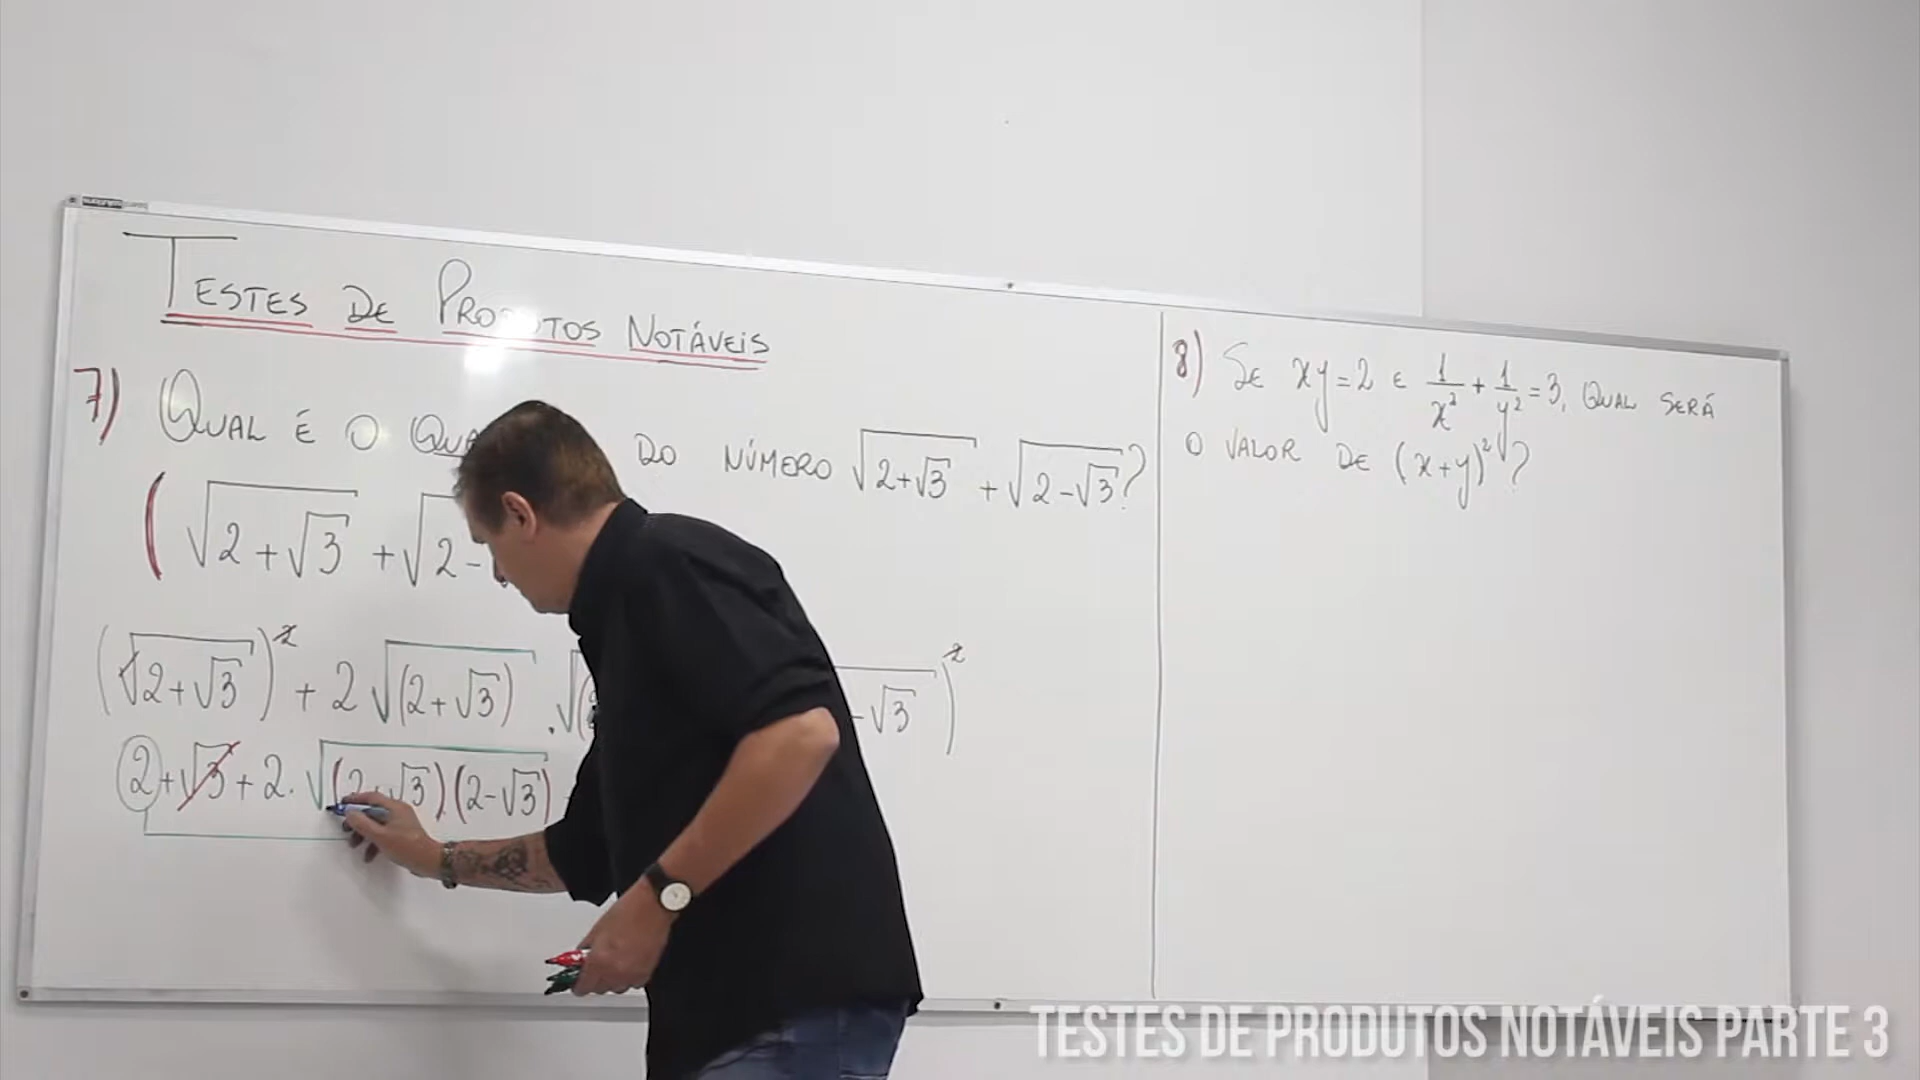 TESTES DE PRODUTOS NOTÁVEIS
7) QUAL É O DO NÚMERO √(2+√3) + √(2-√3)?
(√(2+√3) + √(2-
(√(2+√3))² + 2√(2+√3) . √( -√3)²
2+√3+2.√(2+√3).(2-√3)
8) SE xy=2 E 1/x² + 1/y² = 3, QUAL SERÁ
O VALOR DE (x+y)²?
TESTES DE PRODUTOS NOTÁVEIS PARTE 3